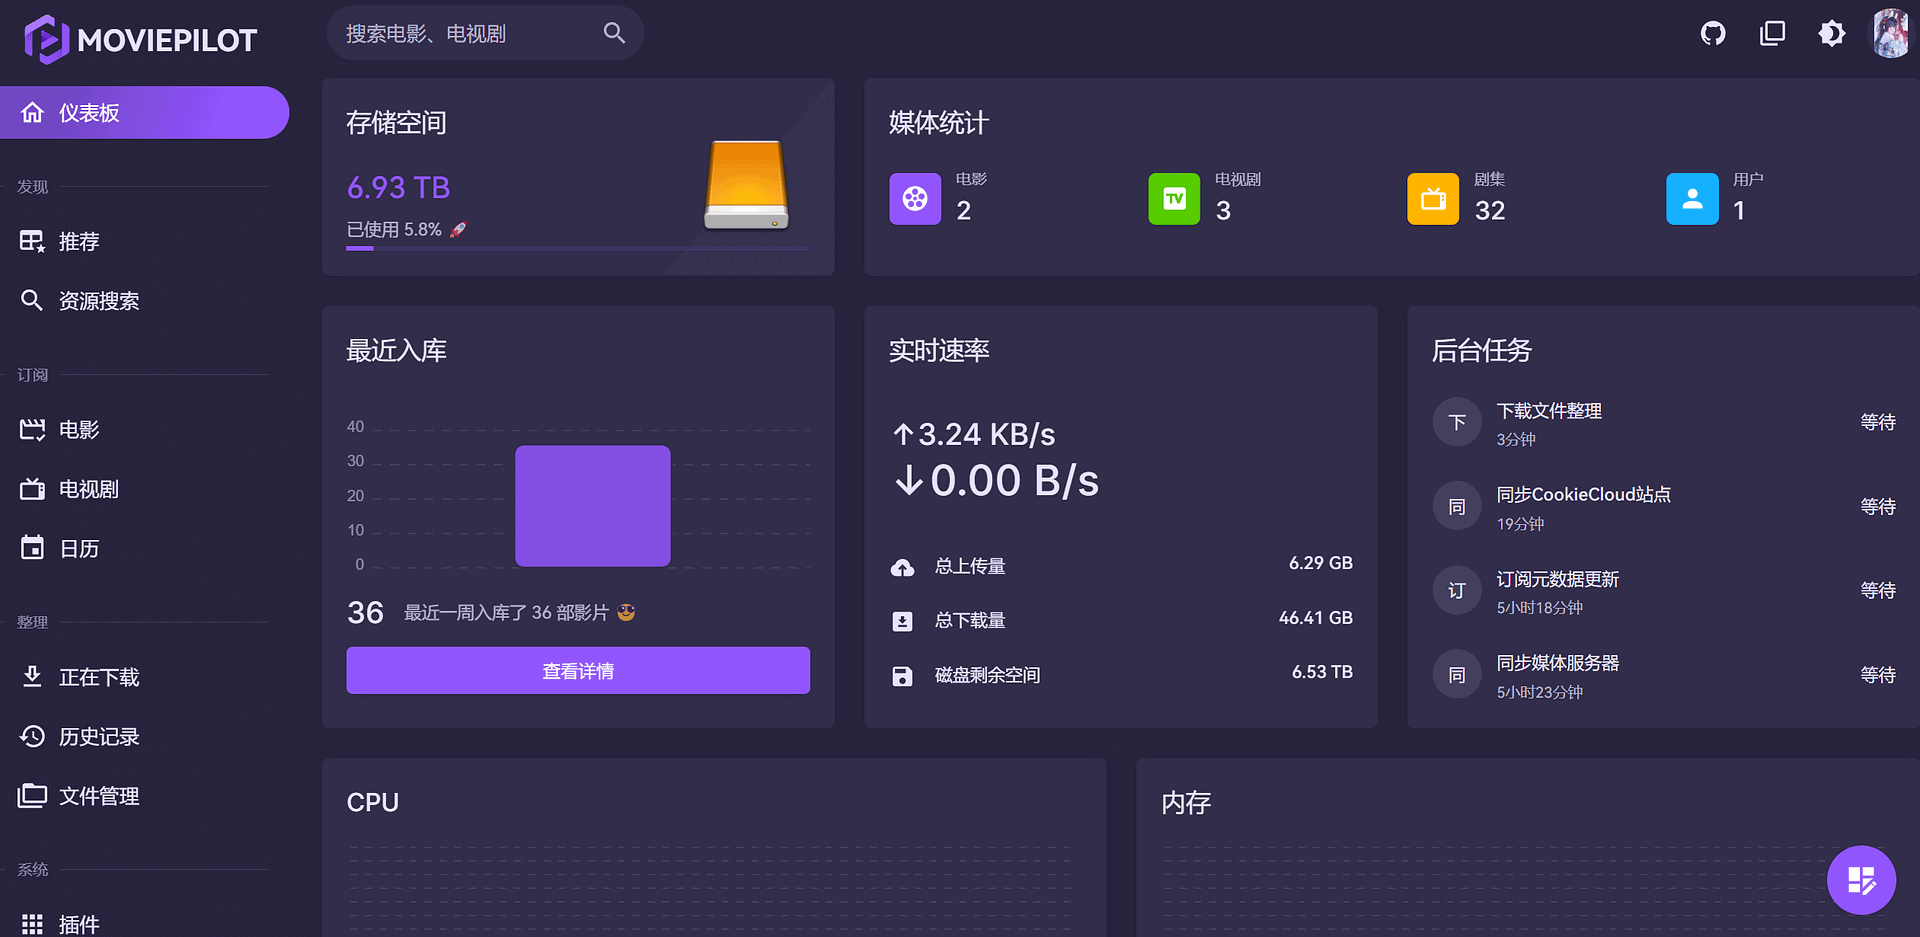 MOVIEPILOT
搜索电影、电视剧
仪表板
发现
推荐
资源搜索
订阅
电影
电视剧
日历
整理
正在下载
历史记录
文件管理
系统
插件
存储空间
6.93 TB
已使用 5.8% 🚀
媒体统计
电影
2
TV
电视剧
3
剧集
32
用户
1
最近入库
40
30
20
10
0
36 最近一周入库了 36 部影片 😎
查看详情
实时速率
↑3.24 KB/s
↓0.00 B/s
总上传量 6.29 GB
总下载量 46.41 GB
磁盘剩余空间 6.53 TB
后台任务
下 下载文件整理 等待
3分钟
同 同步CookieCloud站点 等待
19分钟
订 订阅元数据更新 等待
5小时18分钟
同 同步媒体服务器 等待
5小时23分钟
CPU
内存